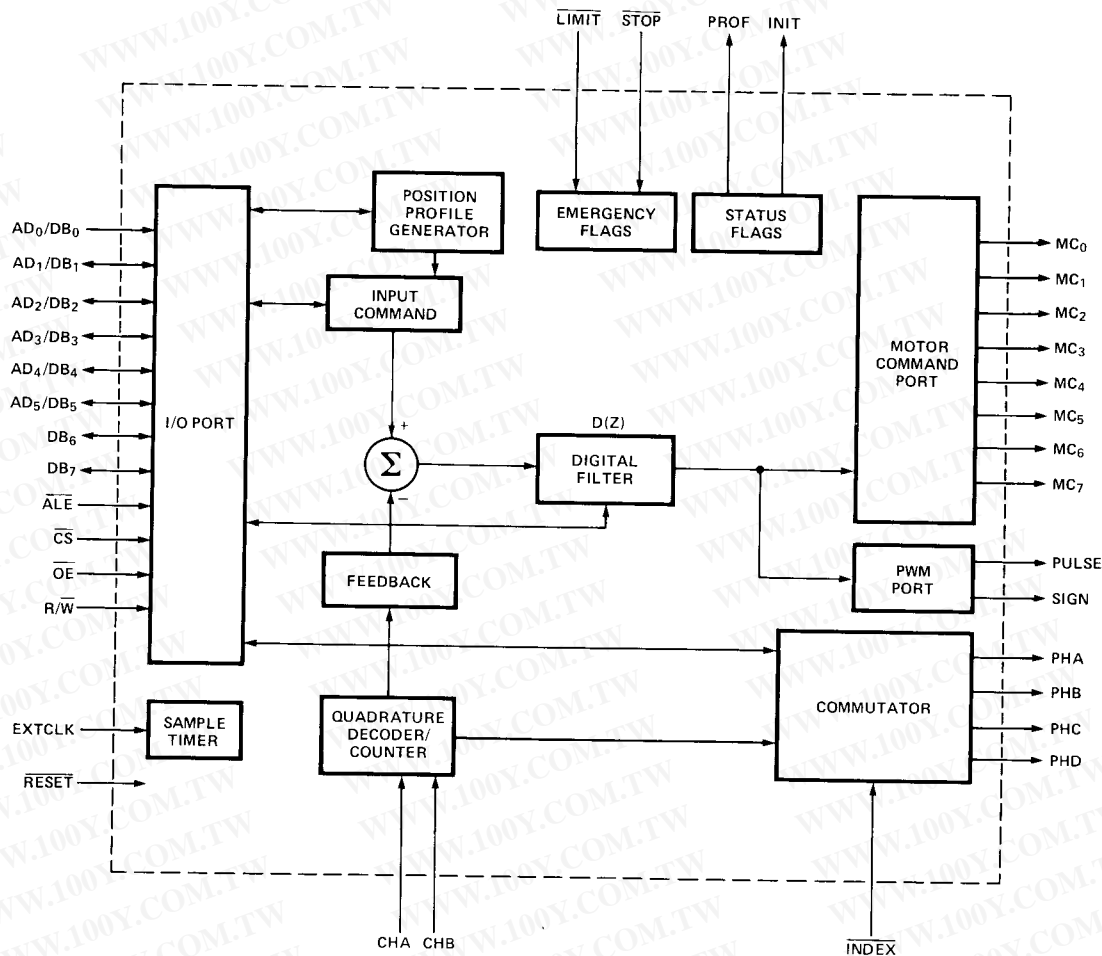 LIMIT STOP PROF INIT
POSITION
PROFILE
GENERATOR
EMERGENCY
FLAGS
STATUS
FLAGS
INPUT
COMMAND
AD0/DB0
AD1/DB1
AD2/DB2
AD3/DB3
AD4/DB4
AD5/DB5
DB6
DB7
ALE
CS
OE
R/W
I/O PORT
+
Σ
−
D(Z)
DIGITAL
FILTER
MOTOR
COMMAND
PORT
MC0
MC1
MC2
MC3
MC4
MC5
MC6
MC7
FEEDBACK
PWM
PORT
PULSE
SIGN
EXTCLK
SAMPLE
TIMER
RESET
QUADRATURE
DECODER/
COUNTER
COMMUTATOR
PHA
PHB
PHC
PHD
CHA CHB
INDEX
WWW.100Y.COM.TW